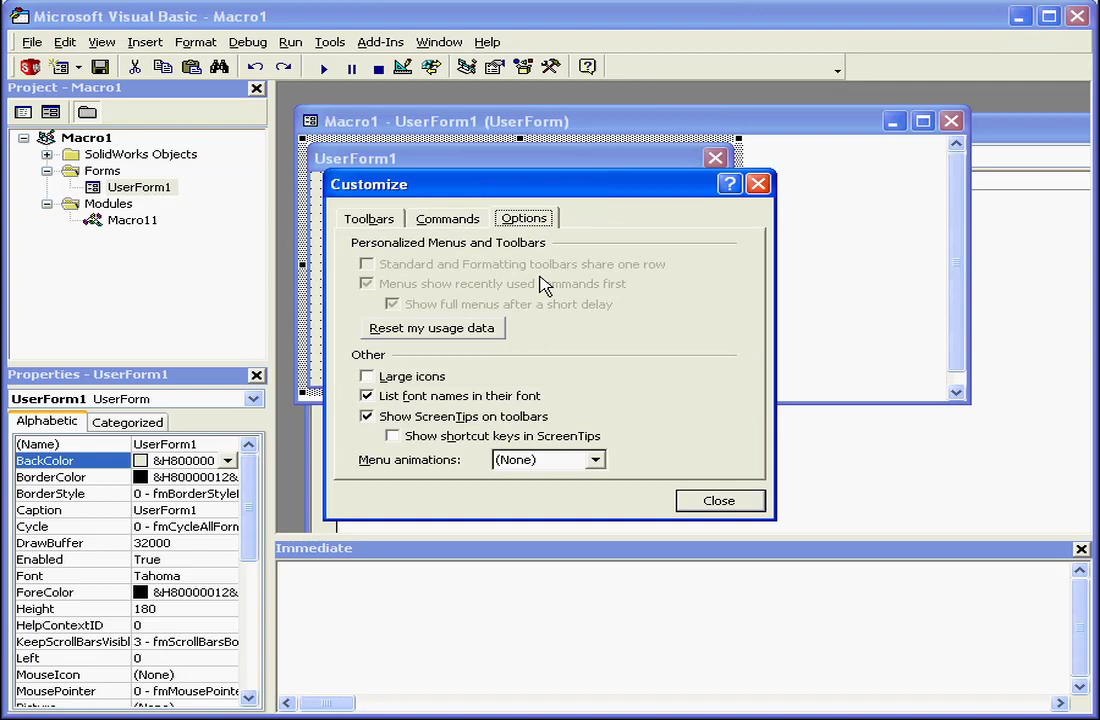 Microsoft Visual Basic - Macro1
File Edit View Insert Format Debug Run Tools Add-Ins Window Help
Project - Macro1
Macro1
SolidWorks Objects
Forms
UserForm1
Modules
Macro11
Properties - UserForm1
UserForm1 UserForm
Alphabetic Categorized
(Name) UserForm1
BackColor &H800000
BorderColor &H80000012&
BorderStyle 0 - fmBorderStyle
Caption UserForm1
Cycle 0 - fmCycleAllForm
DrawBuffer 32000
Enabled True
Font Tahoma
ForeColor &H80000012&
Height 180
HelpContextID 0
KeepScrollBarsVisibl 3 - fmScrollBarsBo
Left 0
MouseIcon (None)
MousePointer 0 - fmMousePointe
Macro1 - UserForm1 (UserForm)
UserForm1
Customize
Toolbars Commands Options
Personalized Menus and Toolbars
Standard and Formatting toolbars share one row
Menus show recently used commands first
Show full menus after a short delay
Reset my usage data
Other
Large icons
List font names in their font
Show ScreenTips on toolbars
Show shortcut keys in ScreenTips
Menu animations: (None)
Close
Immediate